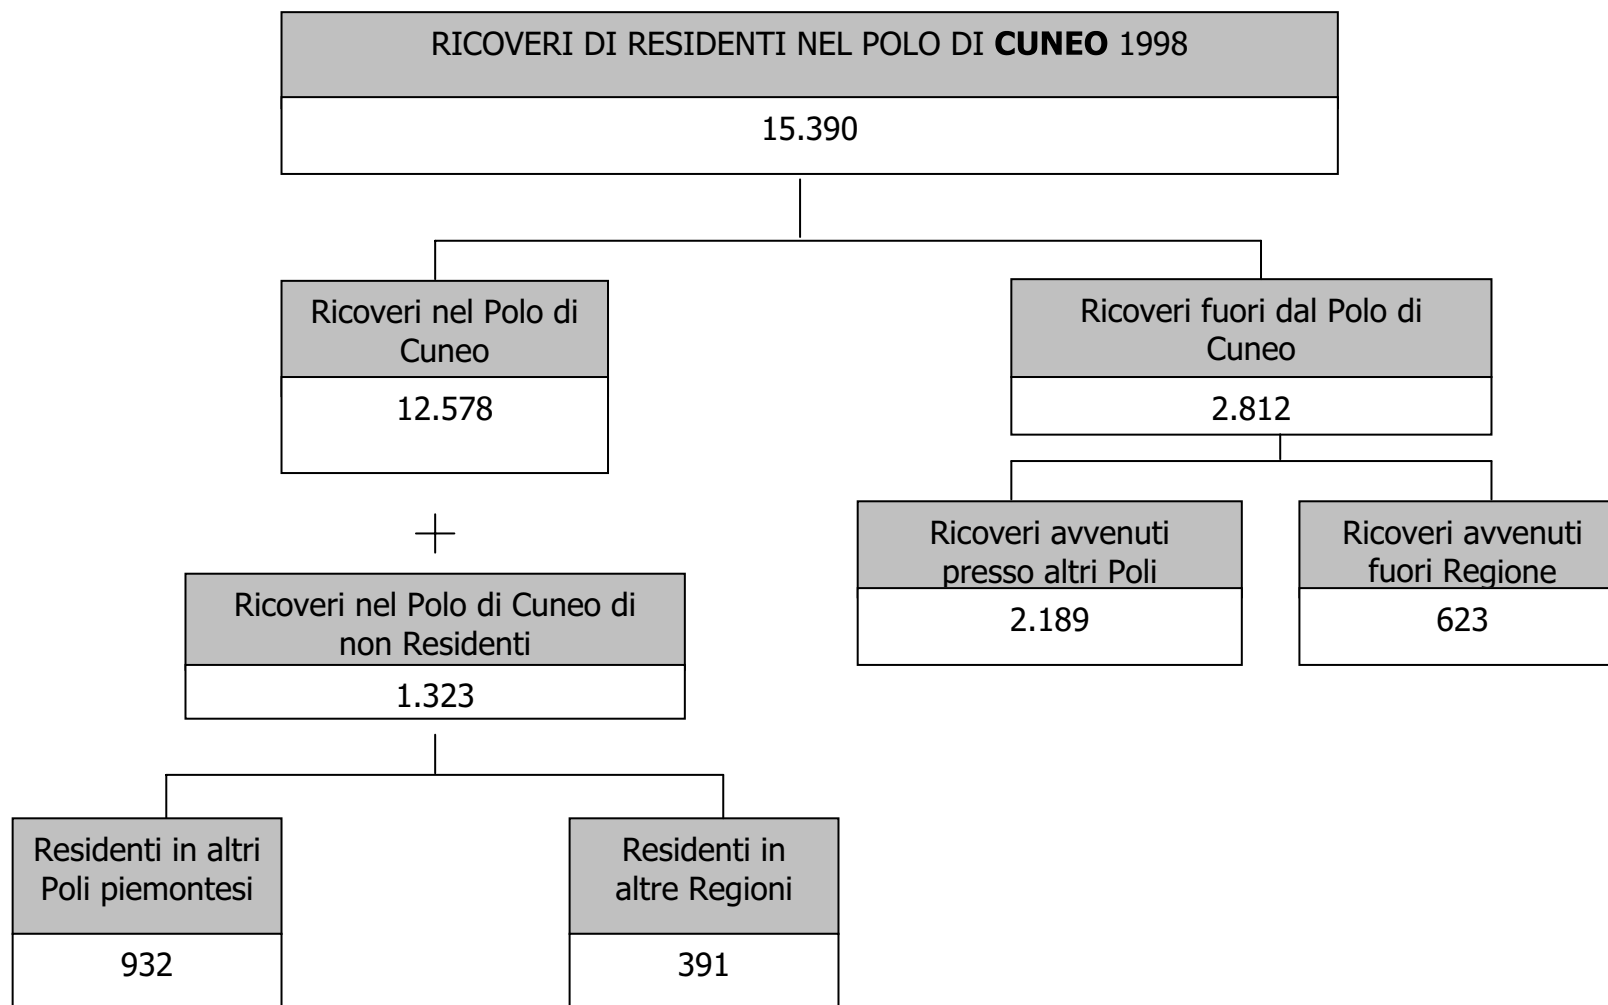 RICOVERI DI RESIDENTI NEL POLO DI CUNEO 1998
15.390
Ricoveri nel Polo di
Cuneo
12.578
Ricoveri fuori dal Polo di
Cuneo
2.812
Ricoveri avvenuti
presso altri Poli
2.189
Ricoveri avvenuti
fuori Regione
623
Ricoveri nel Polo di Cuneo di
non Residenti
1.323
Residenti in altri
Poli piemontesi
932
Residenti in
altre Regioni
391